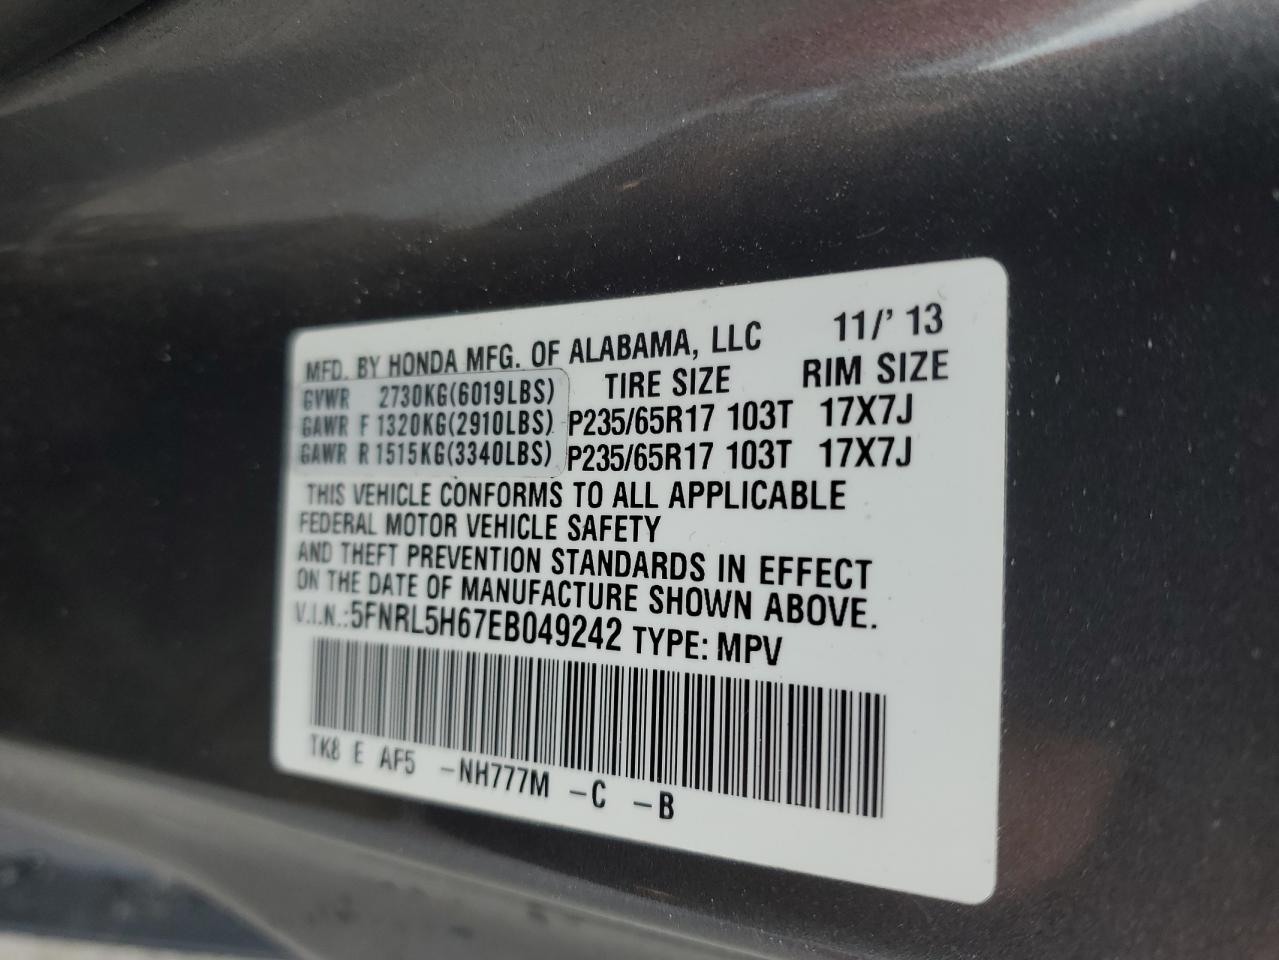 MFD. BY HONDA MFG. OF ALABAMA, LLC 11/'13
GVWR 2730KG(6019LBS) TIRE SIZE RIM SIZE
GAWR F 1320KG(2910LBS) P235/65R17 103T 17X7J
GAWR R 1515KG(3340LBS) P235/65R17 103T 17X7J
THIS VEHICLE CONFORMS TO ALL APPLICABLE
FEDERAL MOTOR VEHICLE SAFETY
AND THEFT PREVENTION STANDARDS IN EFFECT
ON THE DATE OF MANUFACTURE SHOWN ABOVE.
V.I.N.:5FNRL5H67EB049242 TYPE: MPV
TK8 E AF5 -NH777M -C -B